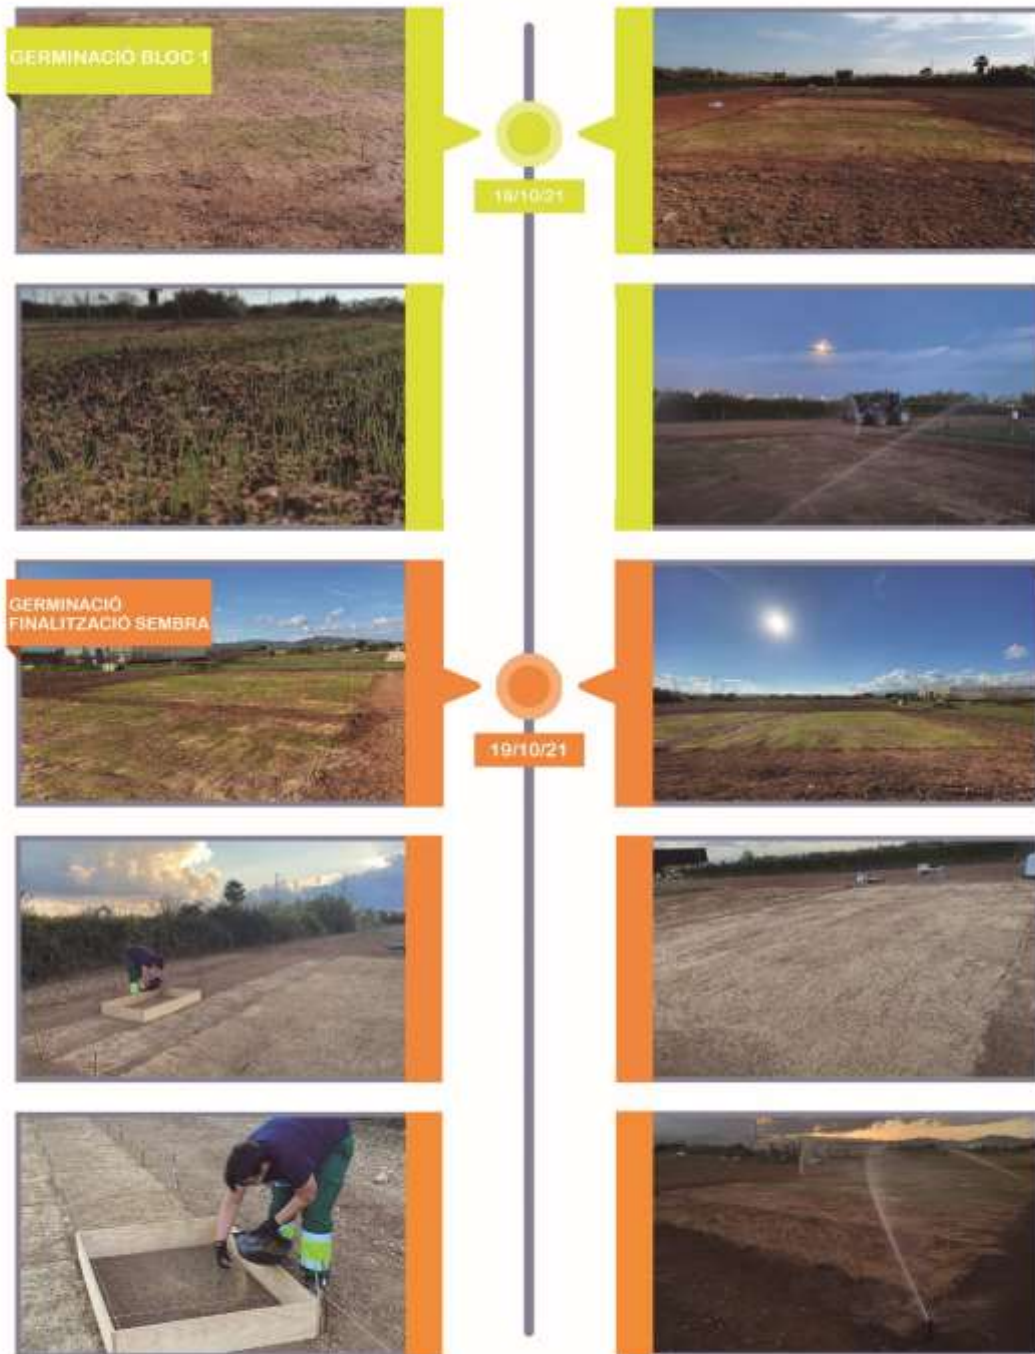 GERMINACIÓ BLOC 1
18/10/21
GERMINACIÓ
FINALITZACIÓ SEMBRA
19/10/21